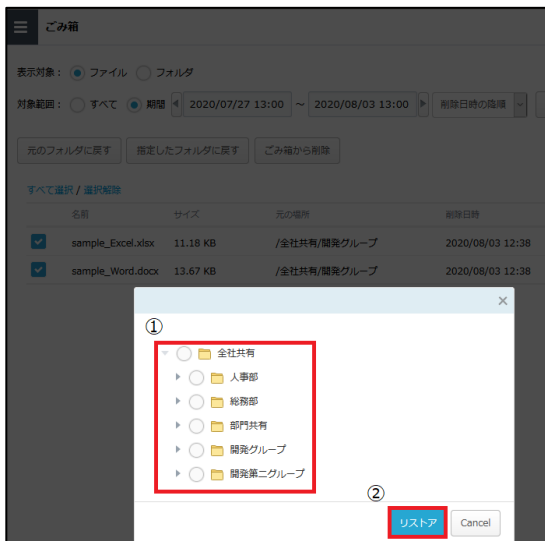 ごみ箱
表示対象： ファイル フォルダ
対象範囲： すべて 期間 2020/07/27 13:00 ～ 2020/08/03 13:00 削除日時の降順
元のフォルダに戻す 指定したフォルダに戻す ごみ箱から削除
すべて選択 / 選択解除
名前 サイズ 元の場所 削除日時
sample_Excel.xlsx 11.18 KB /全社共有/開発グループ 2020/08/03 12:38
sample_Word.docx 13.67 KB /全社共有/開発グループ 2020/08/03 12:38
①
全社共有
人事部
総務部
部門共有
開発グループ
開発第二グループ
②
リストア Cancel